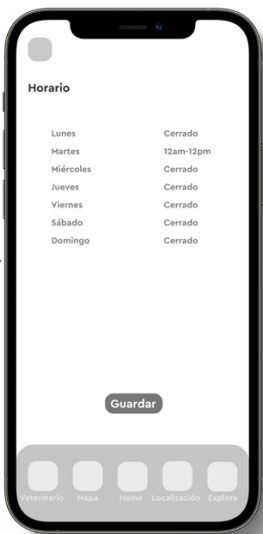 Horario
Lunes Cerrado
Martes 12am-12pm
Miércoles Cerrado
Jueves Cerrado
Viernes Cerrado
Sábado Cerrado
Domingo Cerrado
Guardar
Veterinario Mapa Home Localización Explora